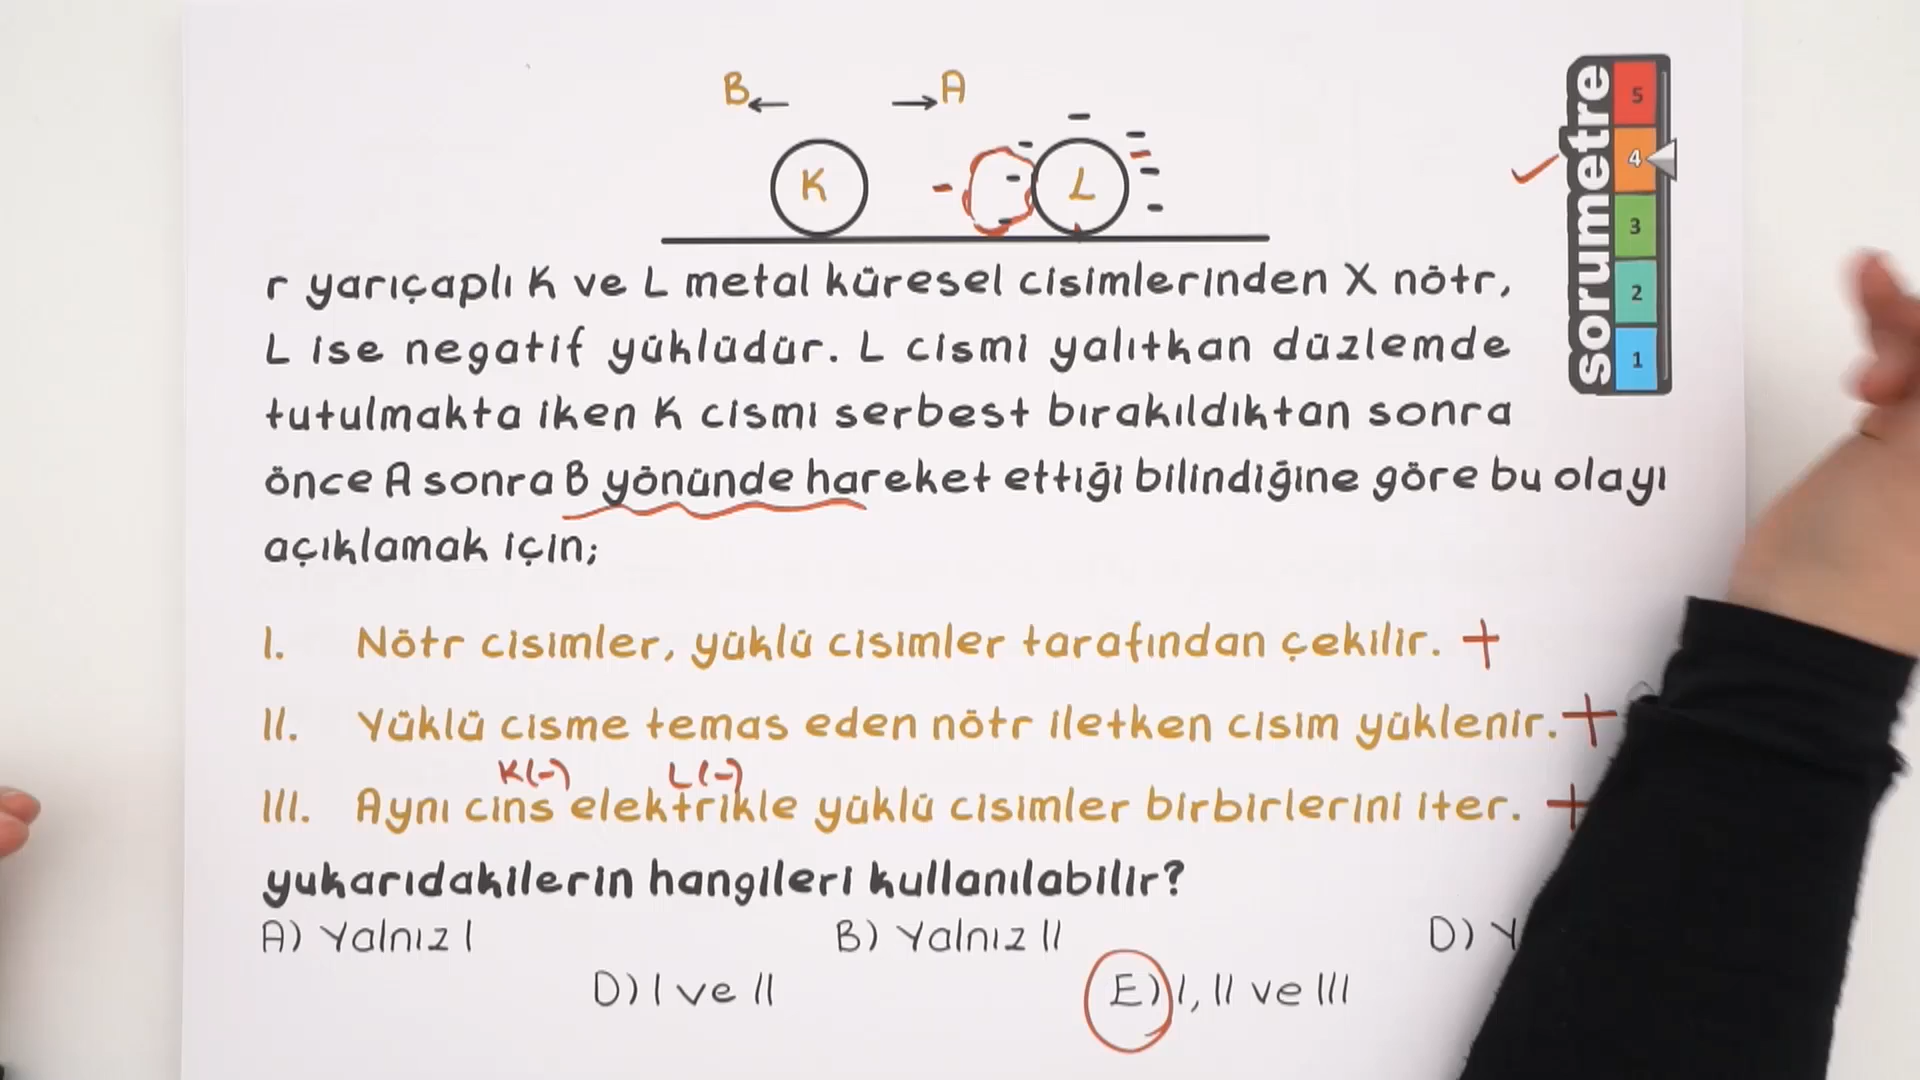 B A
K L
sorumetre
5
4
3
2
1
r yarıçaplı K ve L metal küresel cisimlerinden X nötr,
L ise negatif yüklüdür. L cismi yalıtkan düzlemde
tutulmakta iken K cismi serbest bırakıldıktan sonra
önce A sonra B yönünde hareket ettiği bilindiğine göre bu olayı
açıklamak için;
I. Nötr cisimler, yüklü cisimler tarafından çekilir. +
II. Yüklü cisme temas eden nötr iletken cisim yüklenir. +
K(-) L(-)
III. Aynı cins elektrikle yüklü cisimler birbirlerini iter. +
yukarıdakilerin hangileri kullanılabilir?
A) Yalnız I B) Yalnız II D)
D) I ve II E) I, II ve III